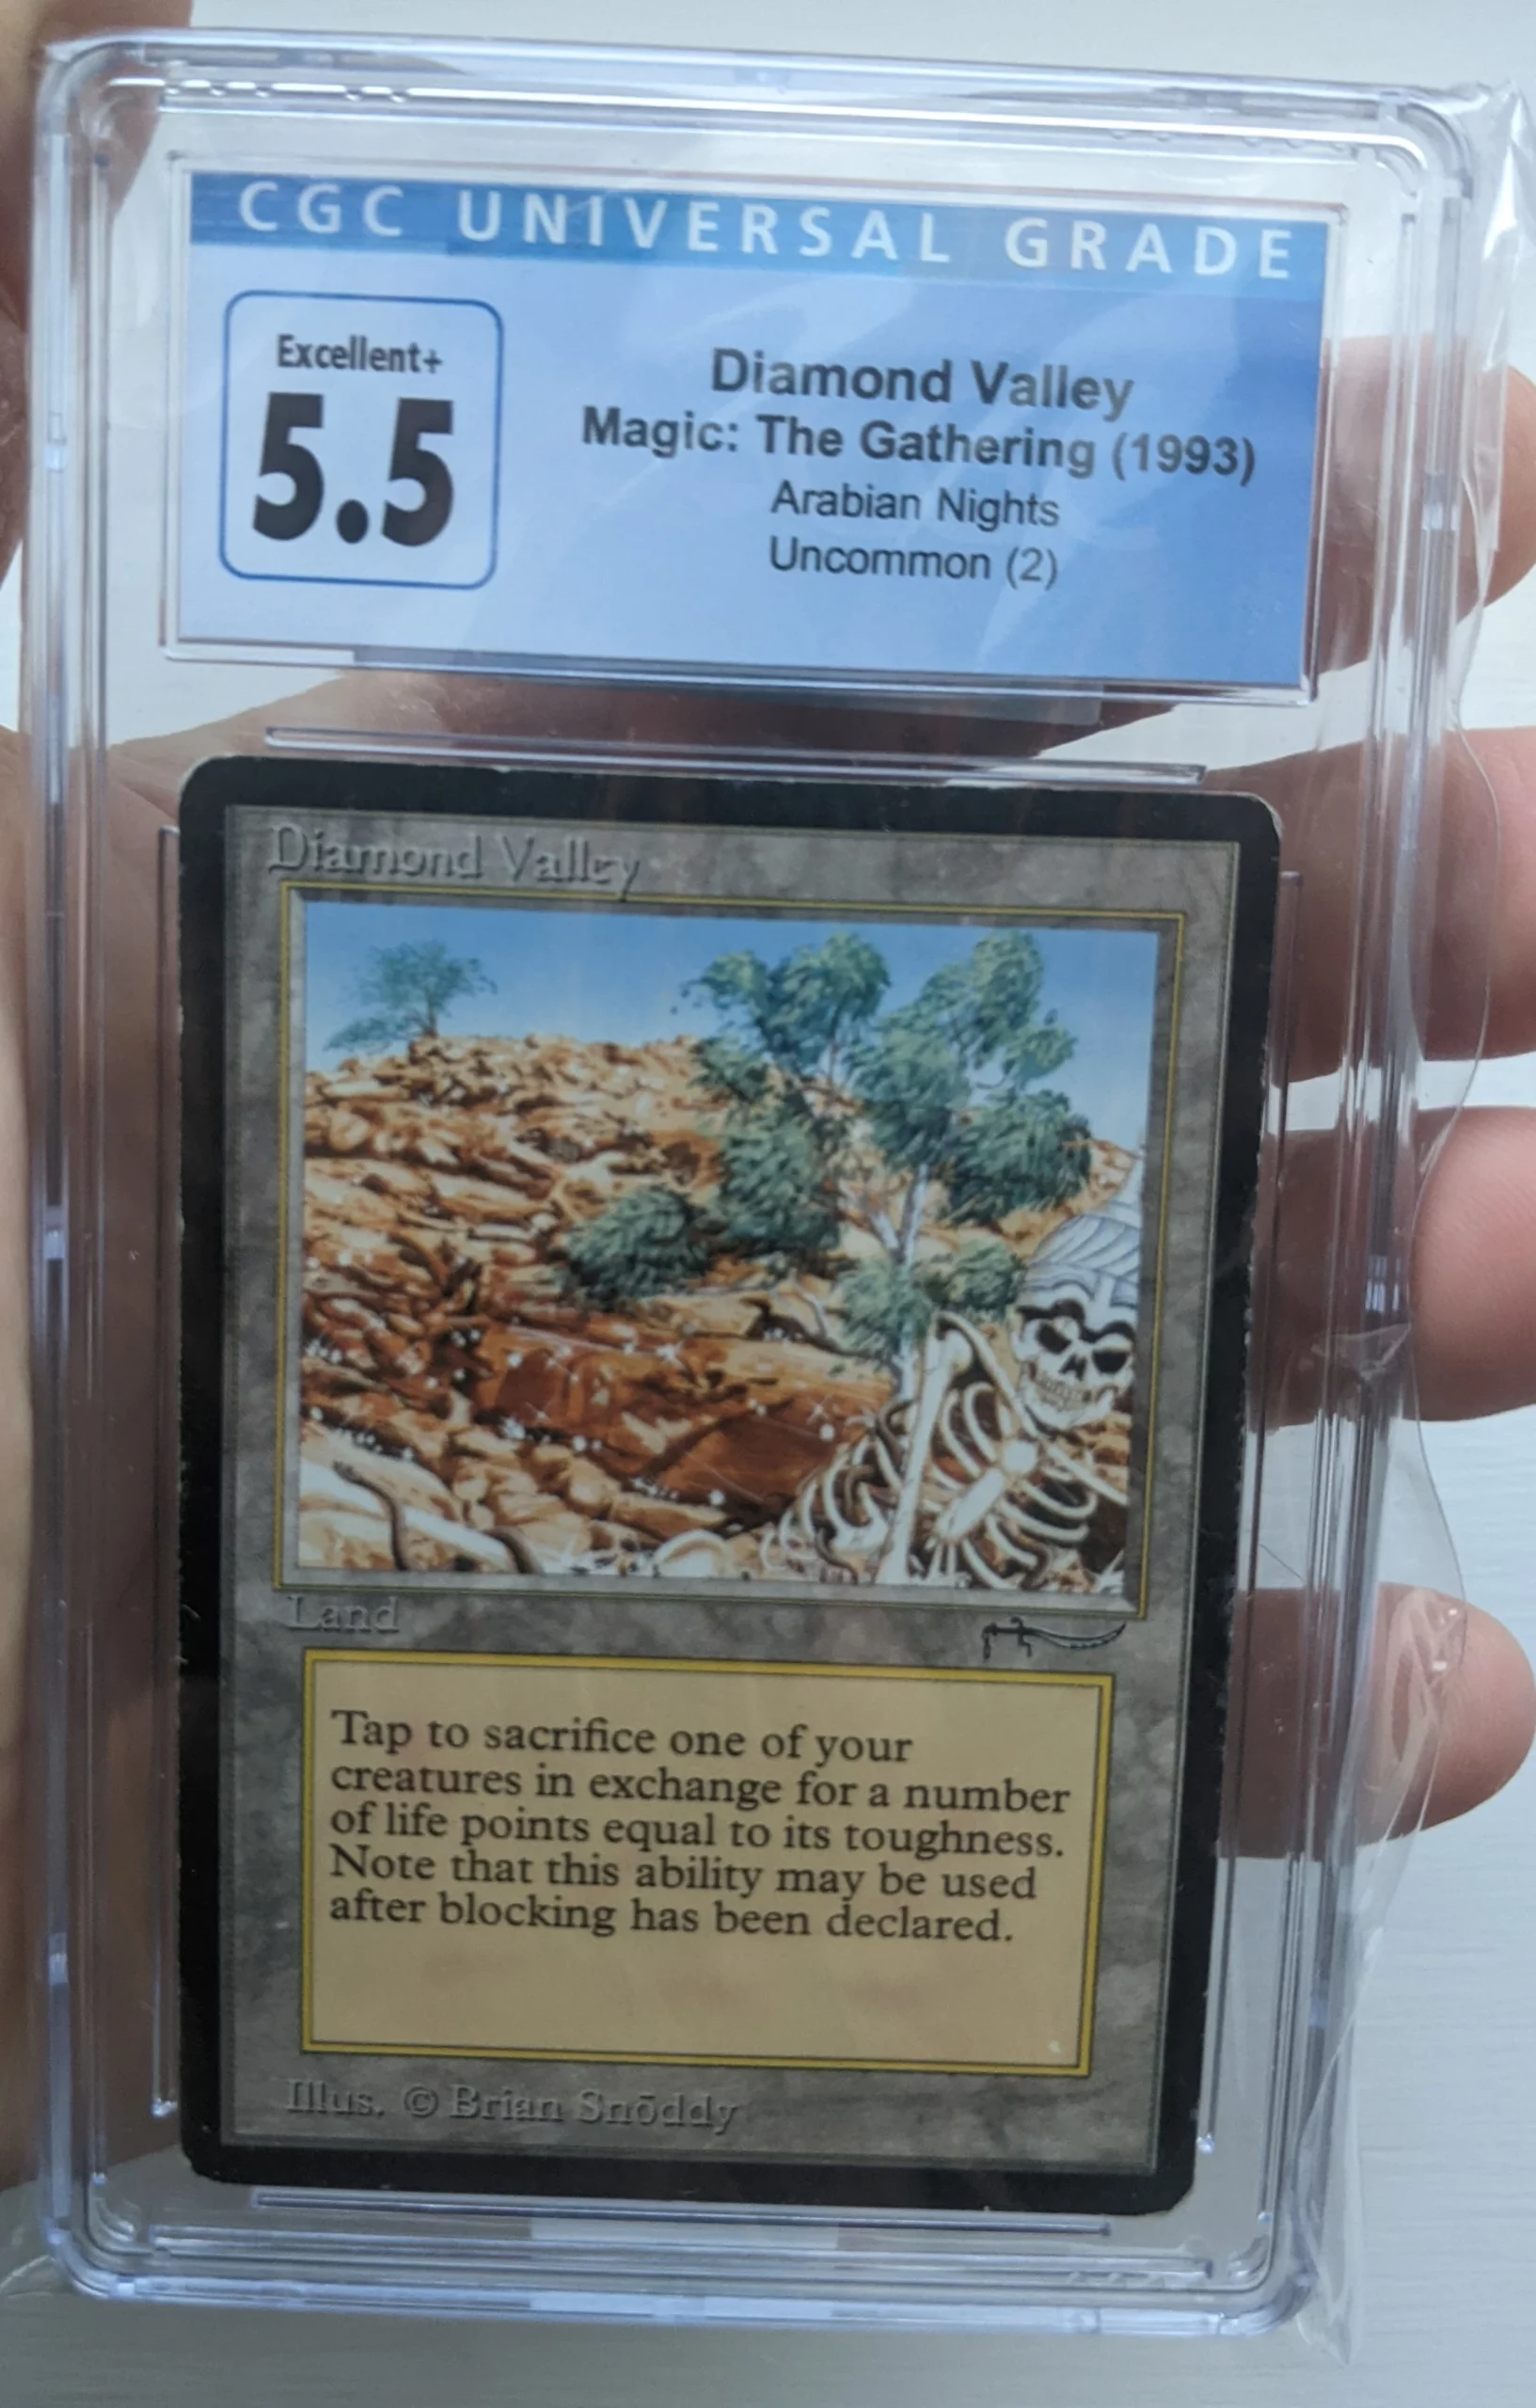 CGC UNIVERSAL GRADE
Excellent+
5.5
Diamond Valley
Magic: The Gathering (1993)
Arabian Nights
Uncommon (2)
Diamond Valley
Land
Tap to sacrifice one of your
creatures in exchange for a number
of life points equal to its toughness.
Note that this ability may be used
after blocking has been declared.
Illus. © Brian Snōddy